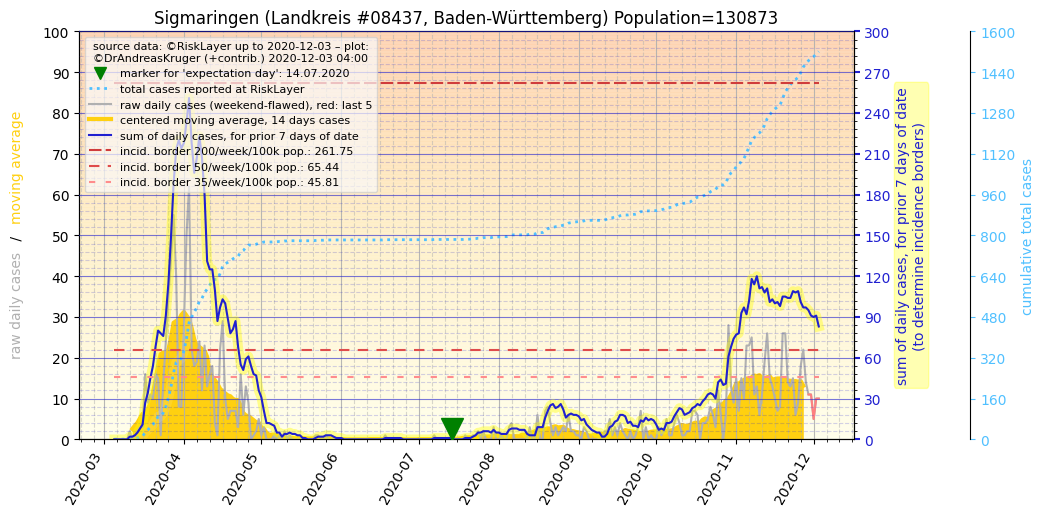 Sigmaringen (Landkreis #08437, Baden-Württemberg) Population=130873
source data: ©RiskLayer up to 2020-12-03 – plot:
©DrAndreasKruger (+contrib.) 2020-12-03 04:00
marker for 'expectation day': 14.07.2020
total cases reported at RiskLayer
raw daily cases (weekend-flawed), red: last 5
centered moving average, 14 days cases
sum of daily cases, for prior 7 days of date
incid. border 200/week/100k pop.: 261.75
incid. border 50/week/100k pop.: 65.44
incid. border 35/week/100k pop.: 45.81
raw daily cases / moving average
100
90
80
70
60
50
40
30
20
10
0
2020-03
2020-04
2020-05
2020-06
2020-07
2020-08
2020-09
2020-10
2020-11
2020-12
300
270
240
210
180
150
120
90
60
30
0
sum of daily cases, for prior 7 days of date
(to determine incidence borders)
1600
1440
1280
1120
960
800
640
480
320
160
0
cumulative total cases